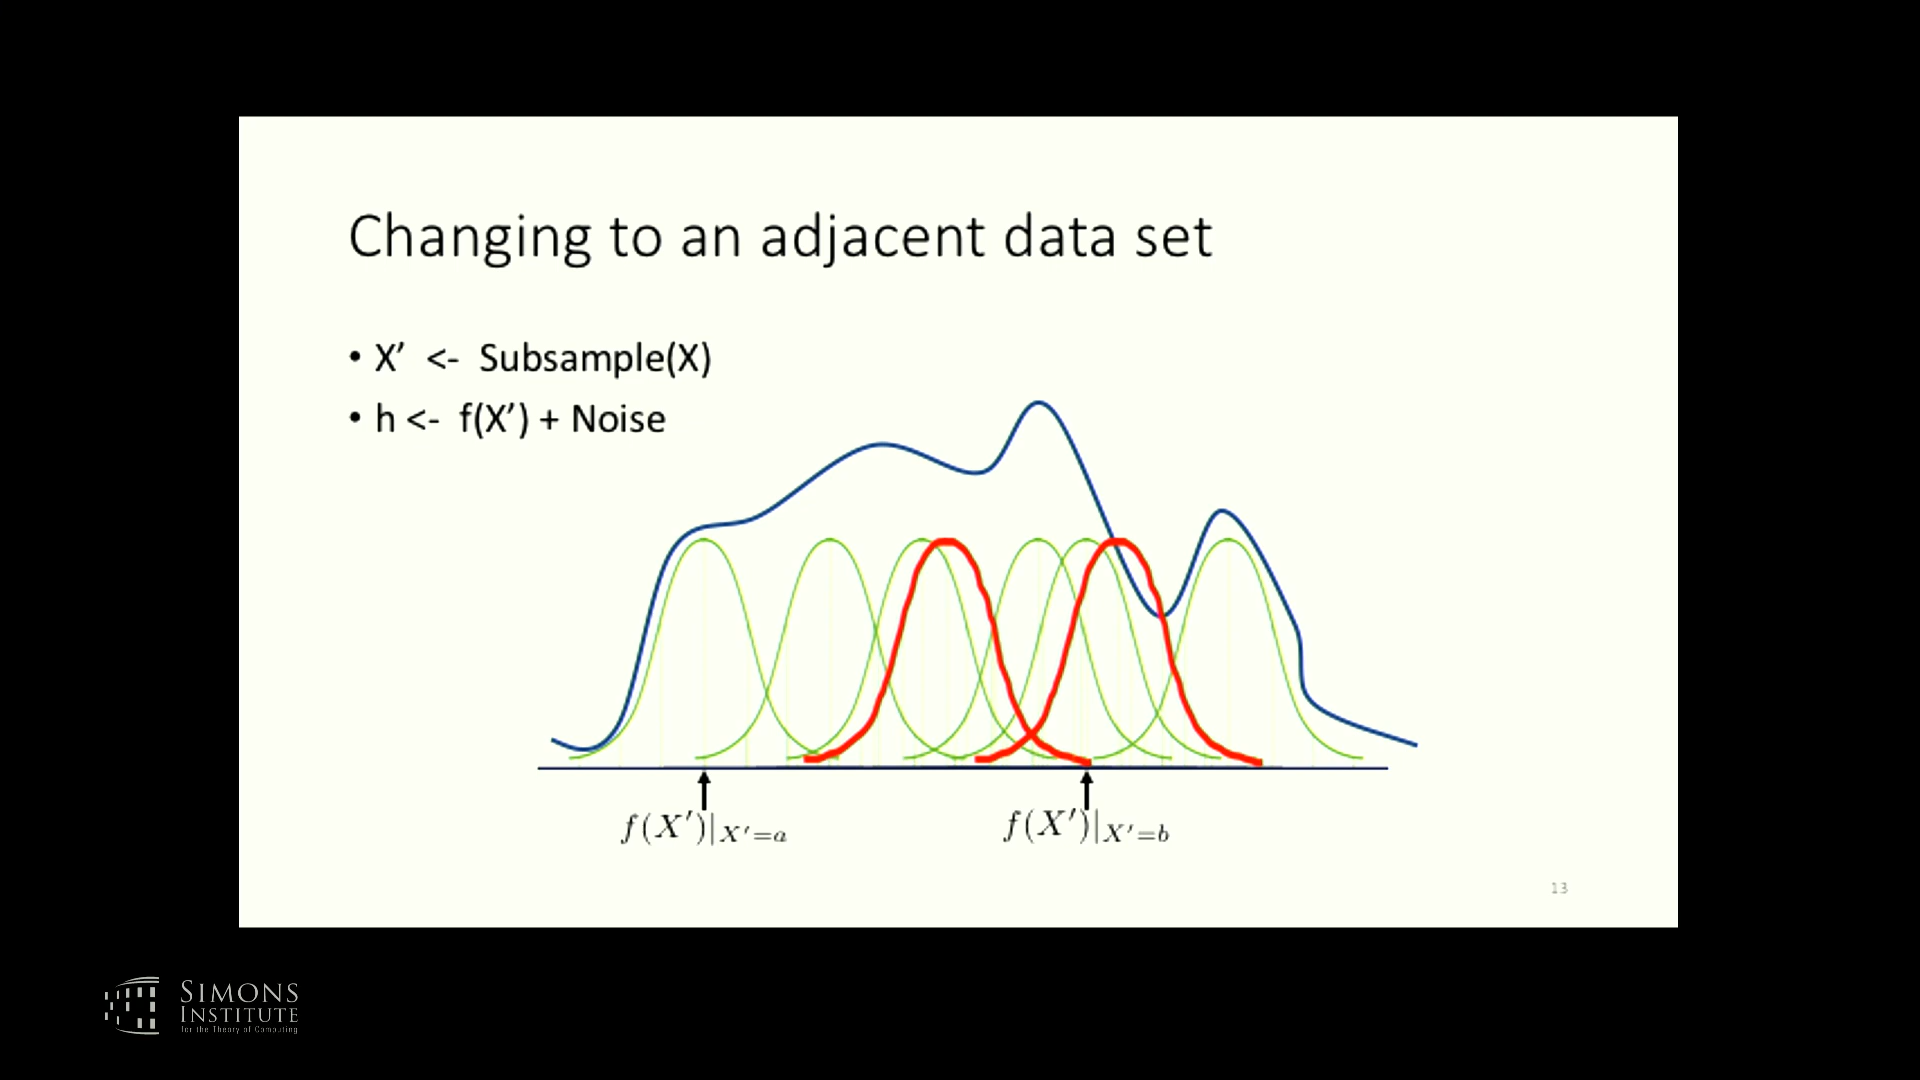 Changing to an adjacent data set
• X’ <- Subsample(X)
• h <- f(X’) + Noise
f(X′)|X′=a
f(X′)|X′=b
13
SIMONS
INSTITUTE
for the Theory of Computing